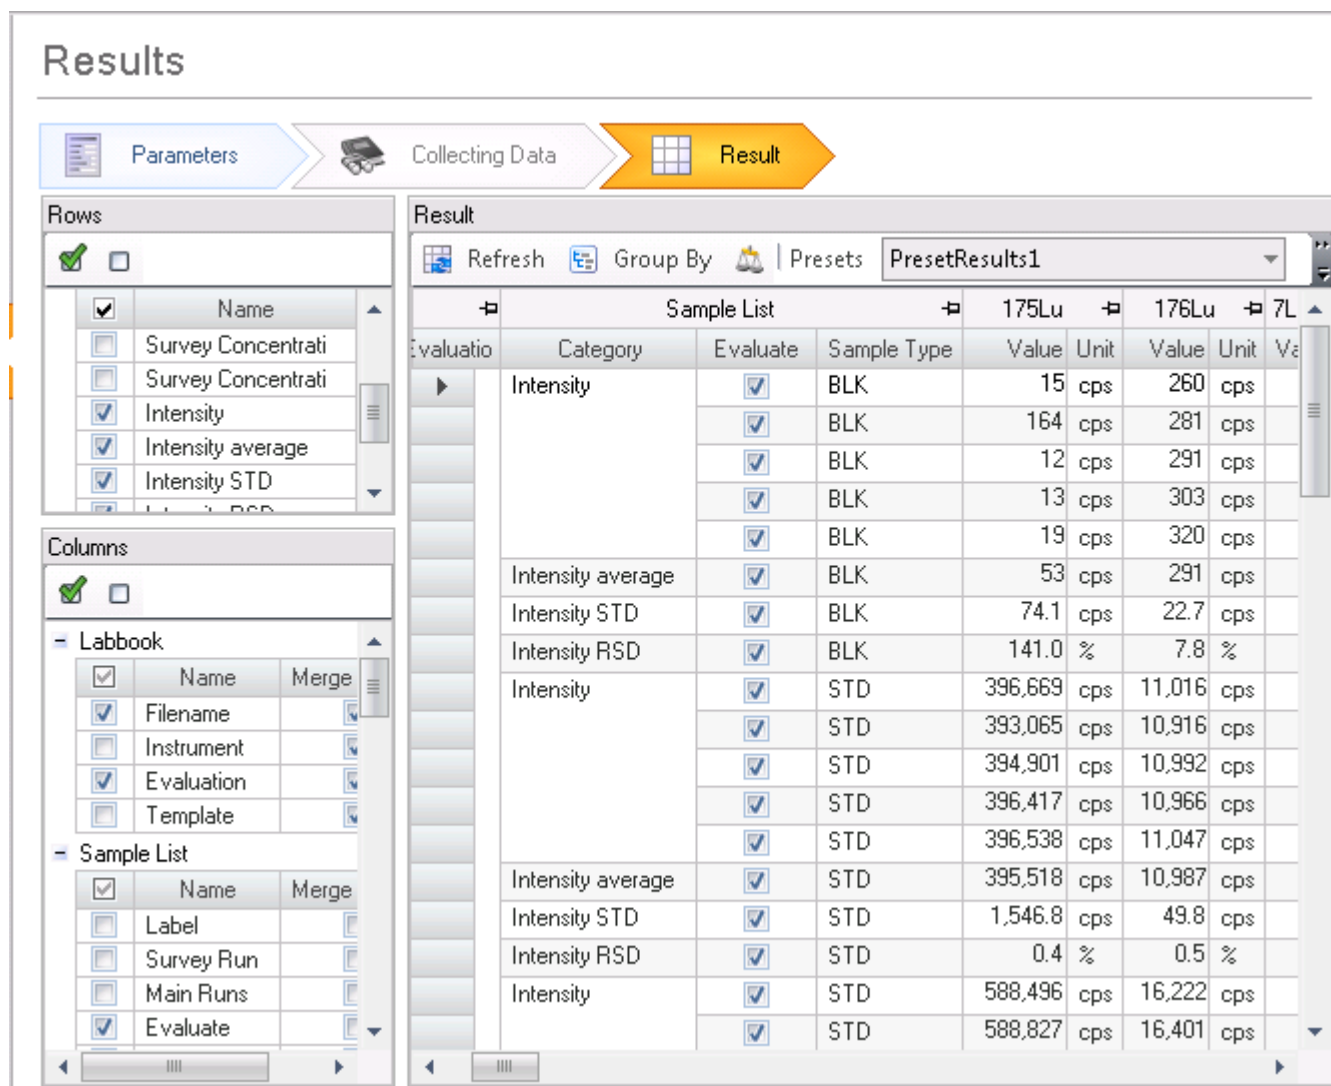 Results
Parameters Collecting Data Result
Rows
Name
Survey Concentrati
Survey Concentrati
Intensity
Intensity average
Intensity STD
Columns
Labbook
Name Merge
Filename
Instrument
Evaluation
Template
Sample List
Name Merge
Label
Survey Run
Main Runs
Evaluate
Result
Refresh Group By Presets PresetResults1
Sample List 175Lu 176Lu 7L
Evaluatio Category Evaluate Sample Type Value Unit Value Unit Va
Intensity BLK 15 cps 260 cps
BLK 164 cps 281 cps
BLK 12 cps 291 cps
BLK 13 cps 303 cps
BLK 19 cps 320 cps
Intensity average BLK 53 cps 291 cps
Intensity STD BLK 74.1 cps 22.7 cps
Intensity RSD BLK 141.0 % 7.8 %
Intensity STD 396,669 cps 11,016 cps
STD 393,065 cps 10,916 cps
STD 394,901 cps 10,992 cps
STD 396,417 cps 10,966 cps
STD 396,538 cps 11,047 cps
Intensity average STD 395,518 cps 10,987 cps
Intensity STD STD 1,546.8 cps 49.8 cps
Intensity RSD STD 0.4 % 0.5 %
Intensity STD 588,496 cps 16,222 cps
STD 588,827 cps 16,401 cps